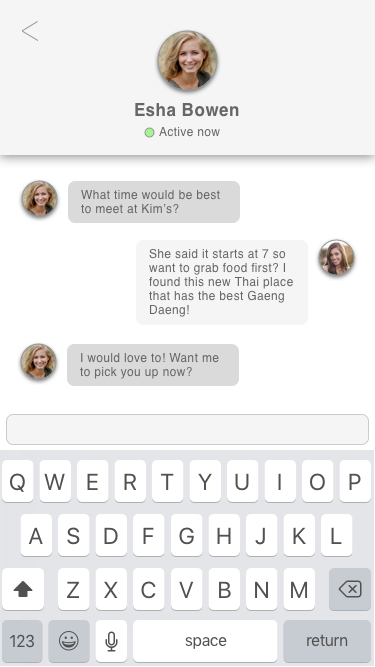 Esha Bowen
Active now
What time would be best
to meet at Kim's?
She said it starts at 7 so
want to grab food first? I
found this new Thai place
that has the best Gaeng
Daeng!
I would love to! Want me
to pick you up now?
Q W E R T Y U I O P
A S D F G H J K L
Z X C V B N M
123 space return